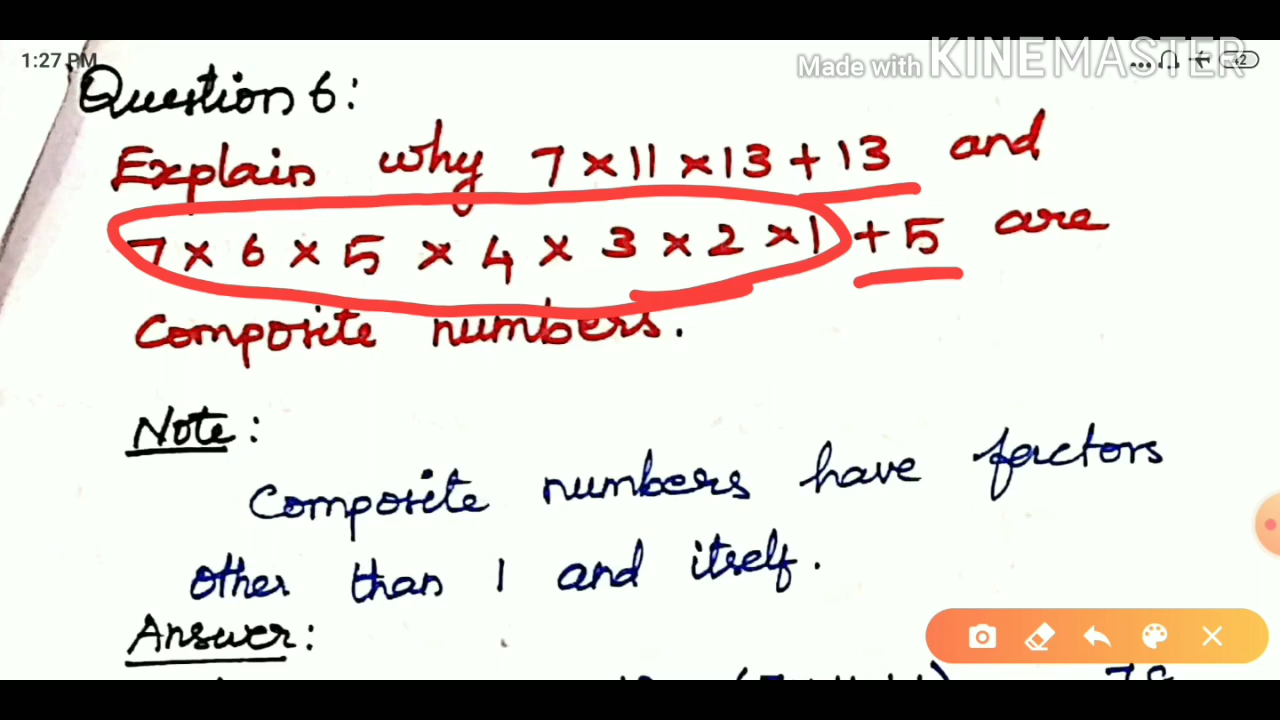 1:27 PM
Made with KINEMASTER
42
Question 6:
Explain why 7 × 11 × 13 + 13 and
7 × 6 × 5 × 4 × 3 × 2 × 1 + 5 are
Composite numbers.
Note:
Composite numbers have factors
other than 1 and itself.
Answer: